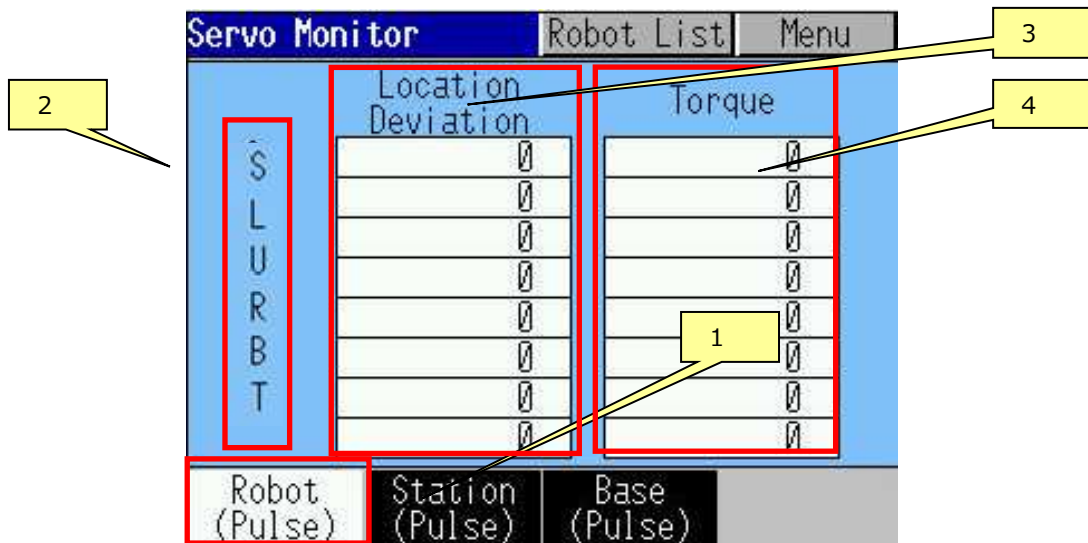 Servo Monitor Robot List Menu
3
Location
Deviation
Torque
2
4
S
L
U
R
B
T
0 0
0 0
0 0
0 0
0 0
0 0
0 0
0 0
1
Robot
(Pulse)
Station
(Pulse)
Base
(Pulse)